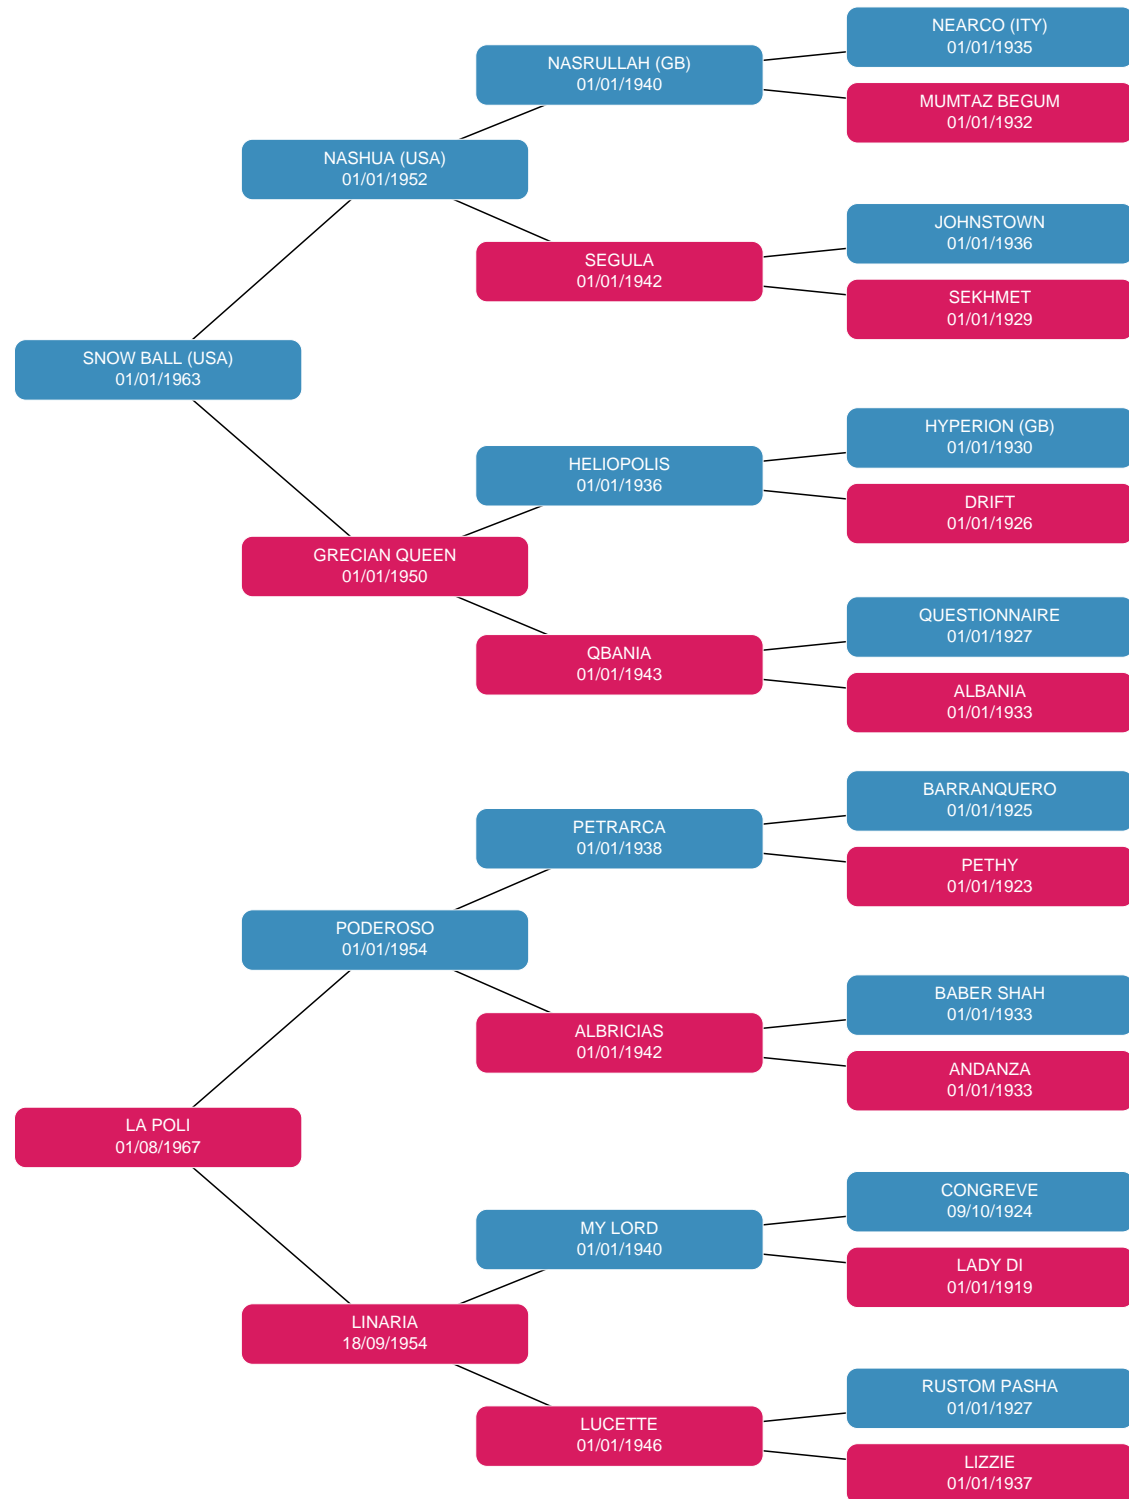 NEARCO (ITY)
01/01/1935
NASRULLAH (GB)
01/01/1940
MUMTAZ BEGUM
01/01/1932
NASHUA (USA)
01/01/1952
JOHNSTOWN
01/01/1936
SEGULA
01/01/1942
SEKHMET
01/01/1929
SNOW BALL (USA)
01/01/1963
HYPERION (GB)
01/01/1930
HELIOPOLIS
01/01/1936
DRIFT
01/01/1926
GRECIAN QUEEN
01/01/1950
QUESTIONNAIRE
01/01/1927
QBANIA
01/01/1943
ALBANIA
01/01/1933
BARRANQUERO
01/01/1925
PETRARCA
01/01/1938
PETHY
01/01/1923
PODEROSO
01/01/1954
BABER SHAH
01/01/1933
ALBRICIAS
01/01/1942
ANDANZA
01/01/1933
LA POLI
01/08/1967
CONGREVE
09/10/1924
MY LORD
01/01/1940
LADY DI
01/01/1919
LINARIA
18/09/1954
RUSTOM PASHA
01/01/1927
LUCETTE
01/01/1946
LIZZIE
01/01/1937